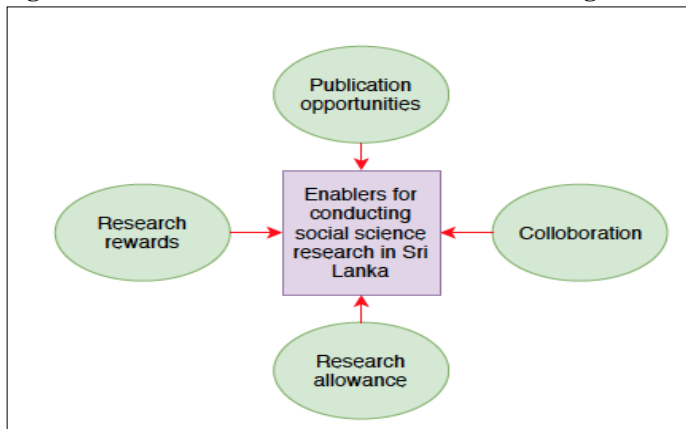 Publication
opportunities
Enablers for
conducting
social science
research in Sri
Lanka
Research
rewards
Colloboration
Research
allowance